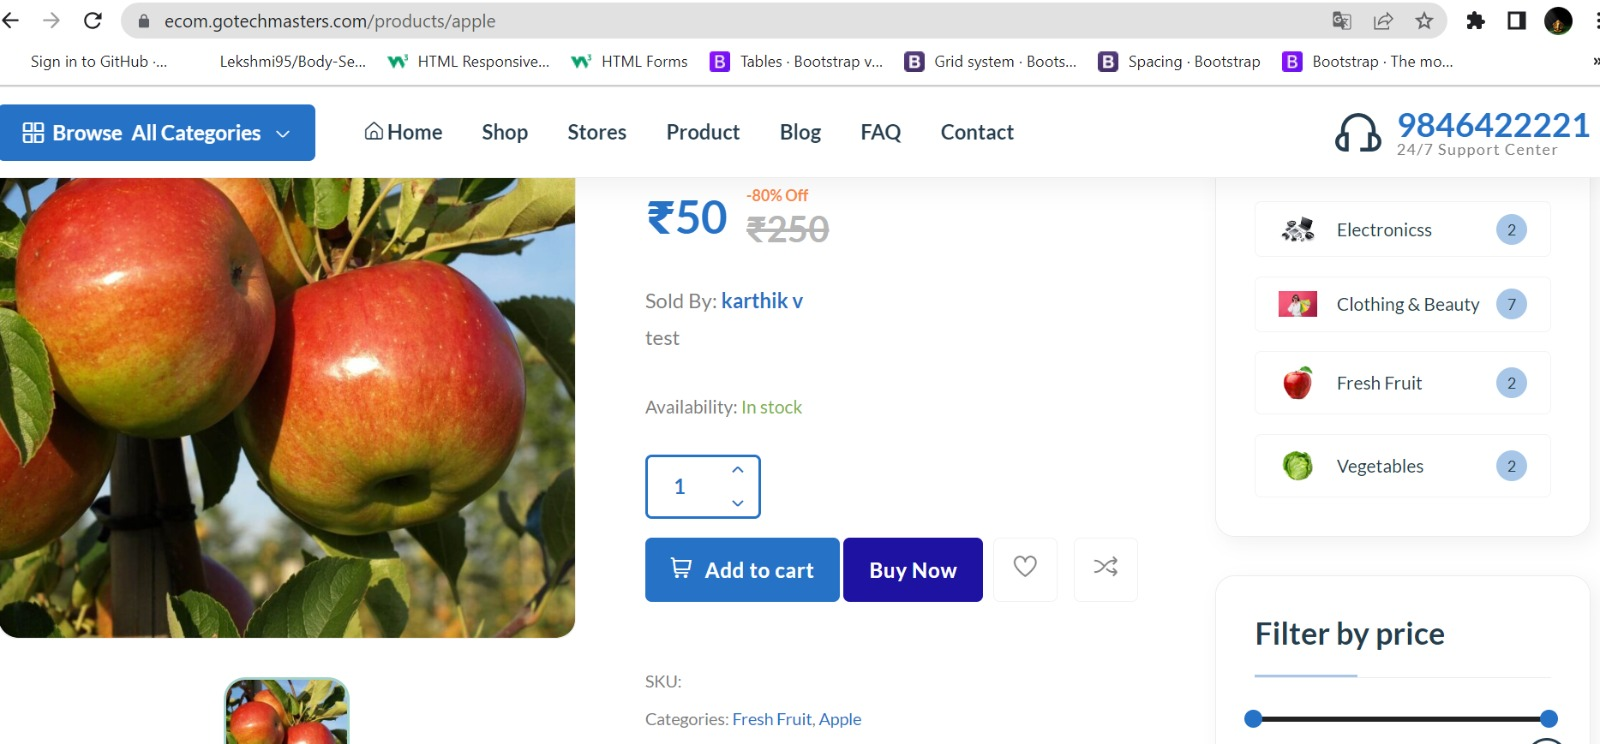 ecom.gotechmasters.com/products/apple
Sign in to GitHub ·... Lekshmi95/Body-Se... HTML Responsive... HTML Forms B Tables · Bootstrap v... B Grid system · Boots... B Spacing · Bootstrap B Bootstrap · The mo... »
Browse All Categories Home Shop Stores Product Blog FAQ Contact
9846422221
24/7 Support Center
-80% Off
₹50 ₹250
Sold By: karthik v
test
Availability: In stock
1
Add to cart Buy Now
SKU:
Categories: Fresh Fruit, Apple
Electronicss 2
Clothing & Beauty 7
Fresh Fruit 2
Vegetables 2
Filter by price